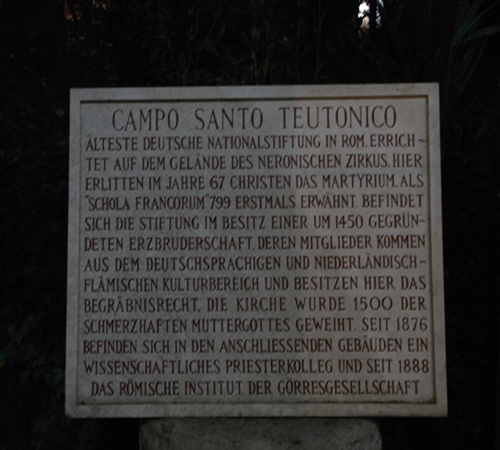 CAMPO SANTO TEUTONICO
ÄLTESTE DEUTSCHE NATIONALSTIFTUNG IN ROM. ERRICH-
TET AUF DEM GELÄNDE DES NERONISCHEN ZIRKUS. HIER
ERLITTEN IM JAHRE 67 CHRISTEN DAS MARTYRIUM. ALS
"SCHOLA FRANCORUM" 799 ERSTMALS ERWÄHNT. BEFINDET
SICH DIE STIFTUNG IM BESITZ EINER UM 1450 GEGRÜN-
DETEN ERZBRUDERSCHAFT. DEREN MITGLIEDER KOMMEN
AUS DEM DEUTSCHSPRACHIGEN UND NIEDERLÄNDISCH-
FLÄMISCHEN KULTURBEREICH UND BESITZEN HIER DAS
BEGRÄBNISRECHT. DIE KIRCHE WURDE 1500 DER
SCHMERZHAFTEN MUTTERGOTTES GEWEIHT. SEIT 1876
BEFINDEN SICH IN DEN ANSCHLIESSENDEN GEBÄUDEN EIN
WISSENSCHAFTLICHES PRIESTERKOLLEG UND SEIT 1888
DAS RÖMISCHE INSTITUT DER GÖRRESGESELLSCHAFT